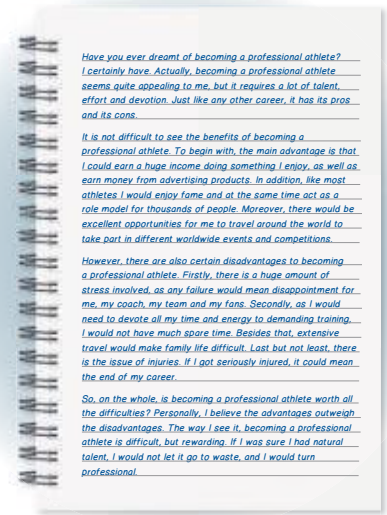 Have you ever dreamt of becoming a professional athlete?
I certainly have. Actually, becoming a professional athlete
seems quite appealing to me, but it requires a lot of talent,
effort and devotion. Just like any other career, it has its pros
and its cons.
It is not difficult to see the benefits of becoming a
professional athlete. To begin with, the main advantage is that
I could earn a huge income doing something I enjoy, as well as
earn money from advertising products. In addition, like most
athletes I would enjoy fame and at the same time act as a
role model for thousands of people. Moreover, there would be
excellent opportunities for me to travel around the world to
take part in different worldwide events and competitions.
However, there are also certain disadvantages to becoming
a professional athlete. Firstly, there is a huge amount of
stress involved, as any failure would mean disappointment for
me, my coach, my team and my fans. Secondly, as I would
need to devote all my time and energy to demanding training,
I would not have much spare time. Besides that, extensive
travel would make family life difficult. Last but not least, there
is the issue of injuries. If I got seriously injured, it could mean
the end of my career.
So, on the whole, is becoming a professional athlete worth all
the difficulties? Personally, I believe the advantages outweigh
the disadvantages. The way I see it, becoming a professional
athlete is difficult, but rewarding. If I was sure I had natural
talent, I would not let it go to waste, and I would turn
professional.